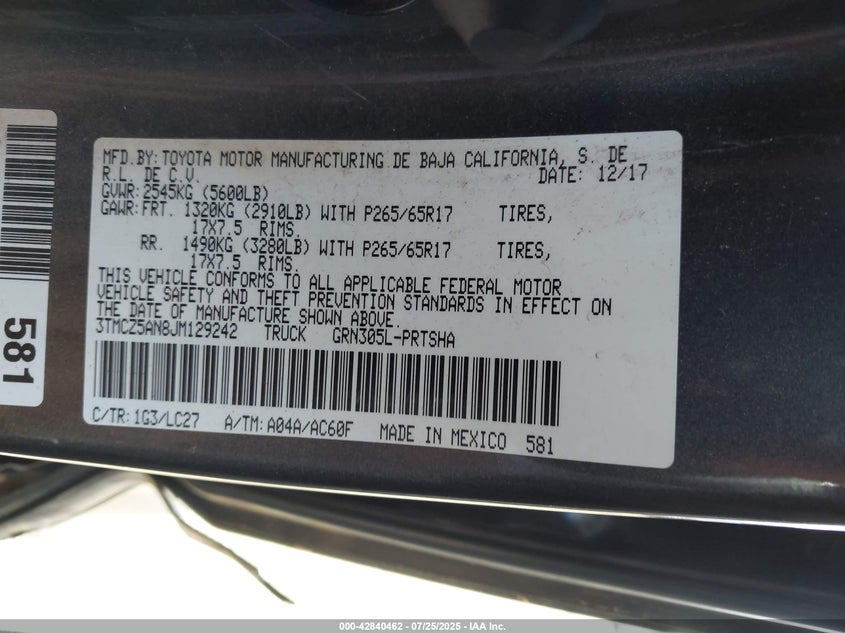 MFD.BY:TOYOTA MOTOR MANUFACTURING DE BAJA CALIFORNIA, S. DE
R.L. DE C.V. DATE: 12/17
GVWR:2545KG (5600LB)
GAWR:FRT. 1320KG (2910LB) WITH P265/65R17 TIRES,
17X7.5 RIMS.
RR. 1490KG (3280LB) WITH P265/65R17 TIRES,
17X7.5 RIMS.
THIS VEHICLE CONFORMS TO ALL APPLICABLE FEDERAL MOTOR
VEHICLE SAFETY AND THEFT PREVENTION STANDARDS IN EFFECT ON
THE DATE OF MANUFACTURE SHOWN ABOVE.
3TMCZ5AN8JM129242 TRUCK GRN305L-PRTSHA
C/TR:1G3/LC27 A/TM:A04A/AC60F MADE IN MEXICO 581
581
000-42840462 - 07/25/2025 - IAA Inc.